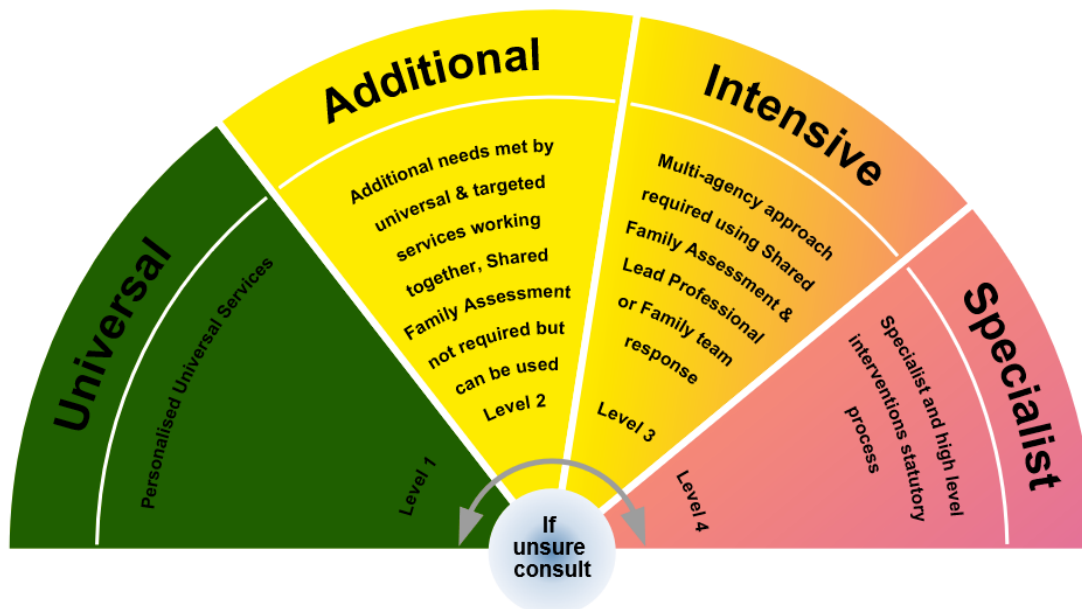 Universal
Personalised Universal Services
Level 1
Additional
Additional needs met by
universal & targeted
services working
together, Shared
Family Assessment
not required but
can be used
Level 2
Intensive
Multi-agency approach
required using Shared
Family Assessment &
Lead Professional
or Family team
response
Level 3
Specialist
Specialist and high level
interventions statutory
process
Level 4
If
unsure
consult